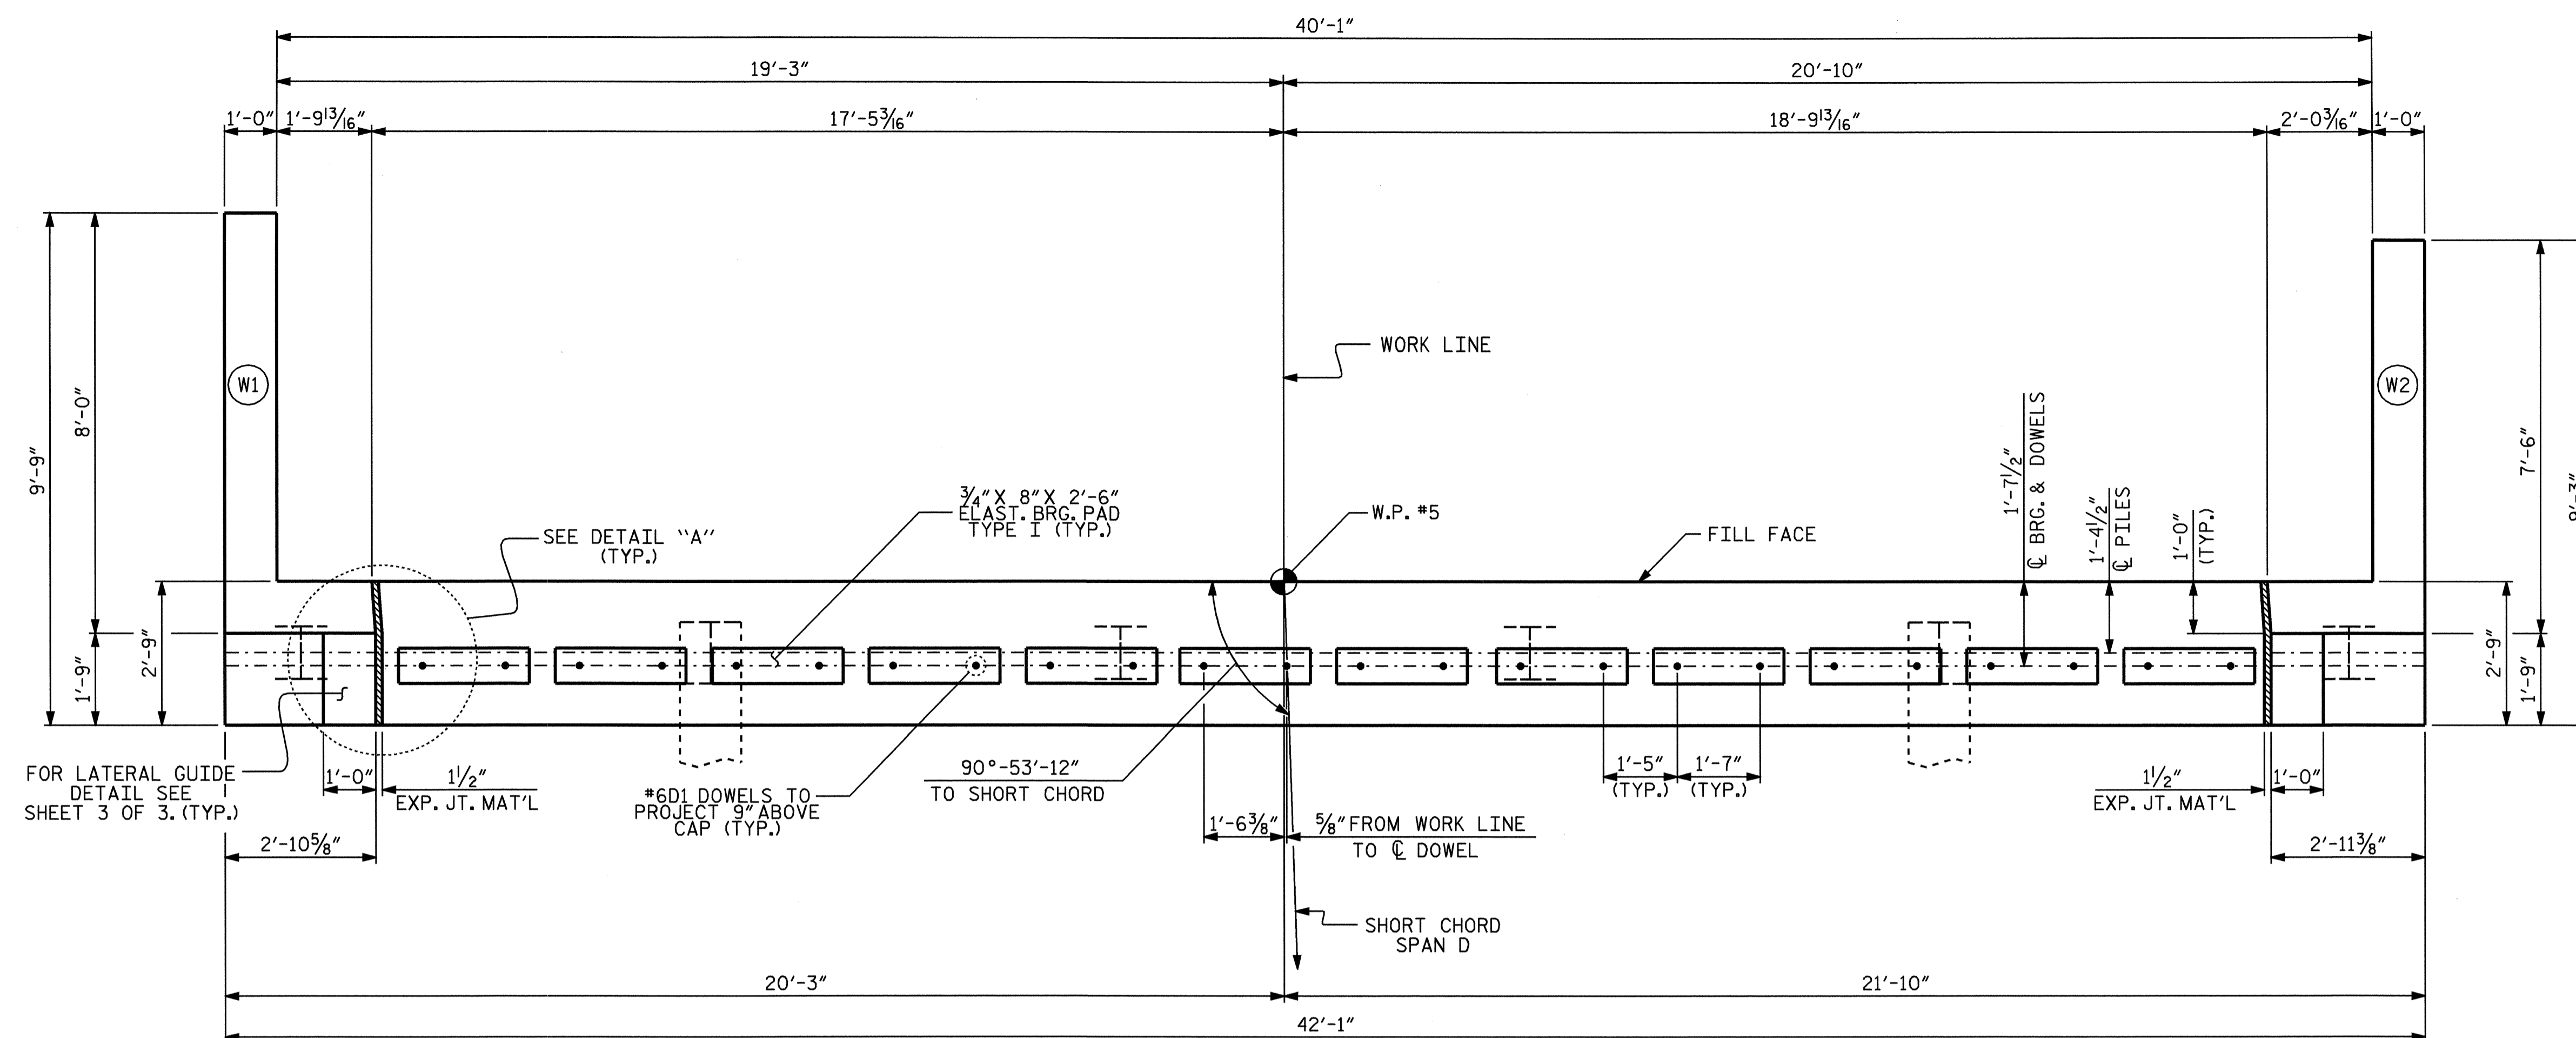 40'-1"
19'-3"
20'-10"
1'-0"
1'-9 13/16"
17'-5 3/16"
18'-9 13/16"
2'-0 3/16"
1'-0"
WORK LINE
W1
W2
9'-9"
8'-0"
1'-9"
2'-9"
SEE DETAIL "A"
(TYP.)
3/4" X 8" X 2'-6"
ELAST. BRG. PAD
TYPE I (TYP.)
W.P. #5
FILL FACE
1'-7 1/2"
℄ BRG. & DOWELS
1'-4 1/2"
℄ PILES
1'-0"
(TYP.)
7'-6"
2'-9"
1'-9"
FOR LATERAL GUIDE
DETAIL SEE
SHEET 3 OF 3. (TYP.)
1'-0"
1 1/2"
EXP. JT. MAT'L
2'-10 5/8"
#6D1 DOWELS TO
PROJECT 9" ABOVE
CAP (TYP.)
90°-53'-12"
TO SHORT CHORD
1'-6 3/8"
5/8" FROM WORK LINE
TO ℄ DOWEL
1'-5"
(TYP.)
1'-7"
(TYP.)
1 1/2"
EXP. JT. MAT'L
1'-0"
2'-11 3/8"
SHORT CHORD
SPAN D
20'-3"
21'-10"
42'-1"